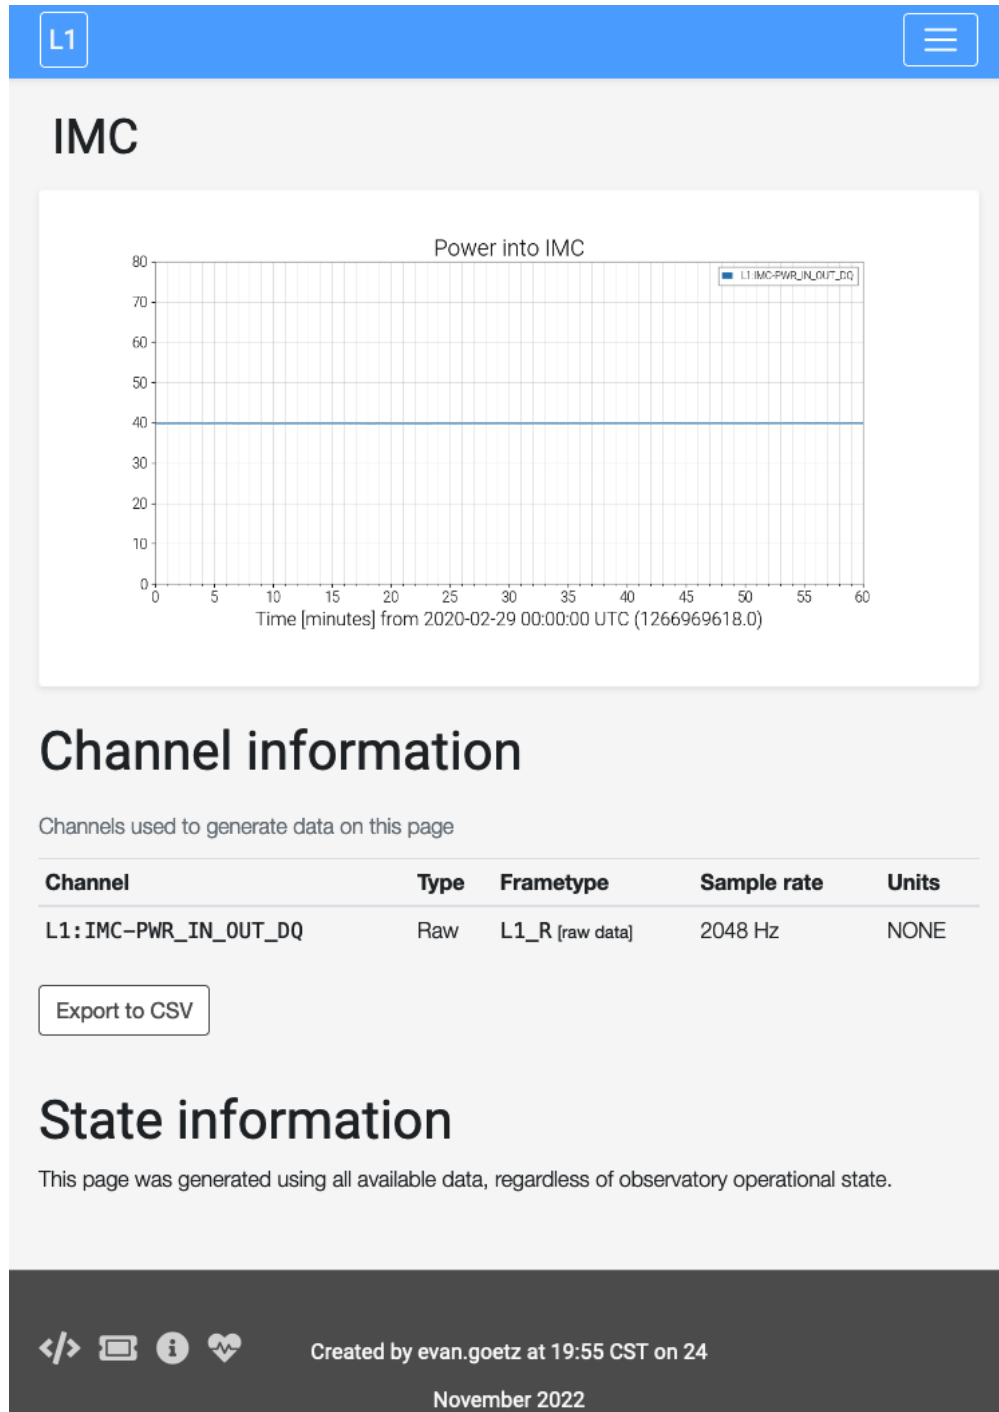 L1
IMC
Power into IMC
80
70
60
50
40
30
20
10
0
L1:IMC-PWR_IN_OUT_DQ
0 5 10 15 20 25 30 35 40 45 50 55 60
Time [minutes] from 2020-02-29 00:00:00 UTC (1266969618.0)
Channel information
Channels used to generate data on this page
Channel Type Frametype Sample rate Units
L1:IMC-PWR_IN_OUT_DQ Raw L1_R [raw data] 2048 Hz NONE
Export to CSV
State information
This page was generated using all available data, regardless of observatory operational state.
Created by evan.goetz at 19:55 CST on 24
November 2022